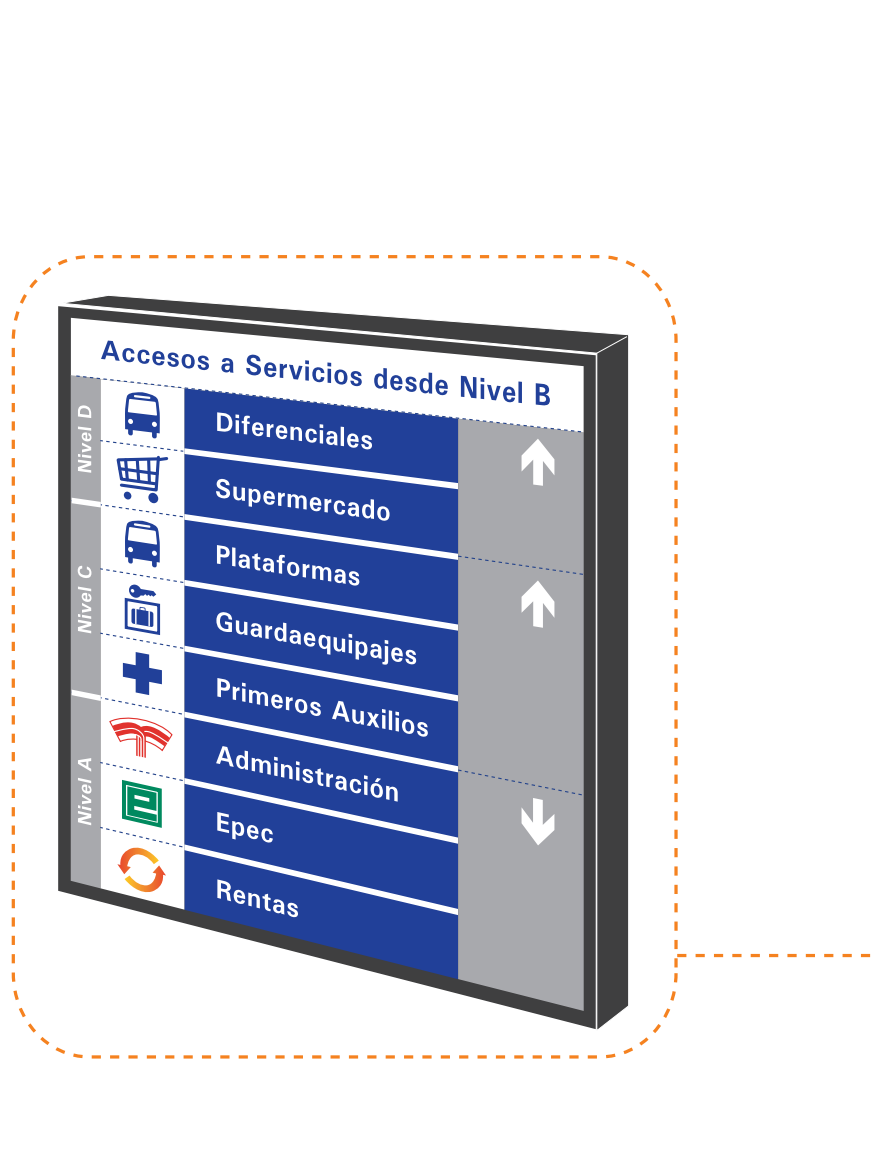 Accesos a Servicios desde Nivel B
Nivel D
Diferenciales
Supermercado
Nivel C
Plataformas
Guardaequipajes
Primeros Auxilios
Nivel A
Administración
Epec
Rentas